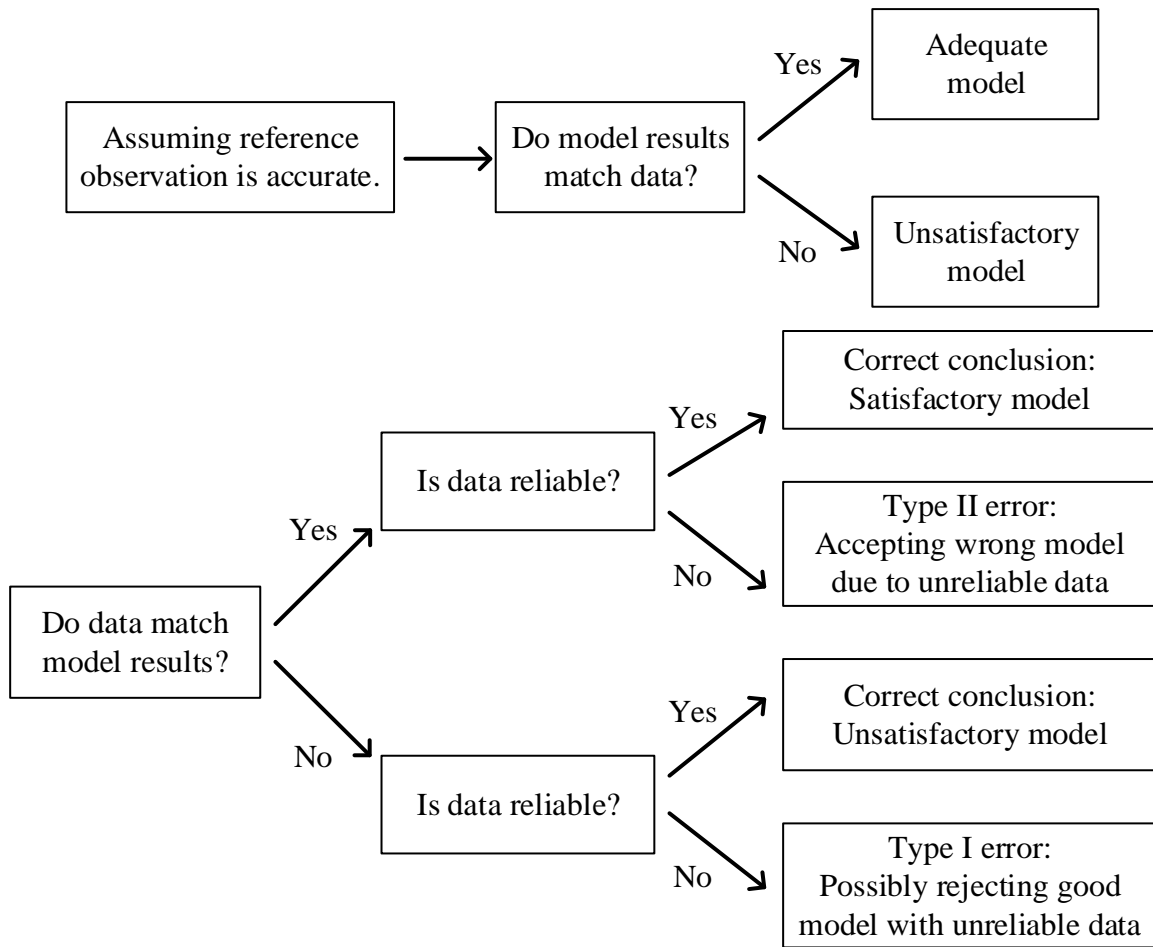 Assuming reference
observation is accurate.
Do model results
match data?
Yes
Adequate
model
No
Unsatisfactory
model
Do data match
model results?
Yes
Is data reliable?
Yes
Correct conclusion:
Satisfactory model
No
Type II error:
Accepting wrong model
due to unreliable data
No
Is data reliable?
Yes
Correct conclusion:
Unsatisfactory model
No
Type I error:
Possibly rejecting good
model with unreliable data